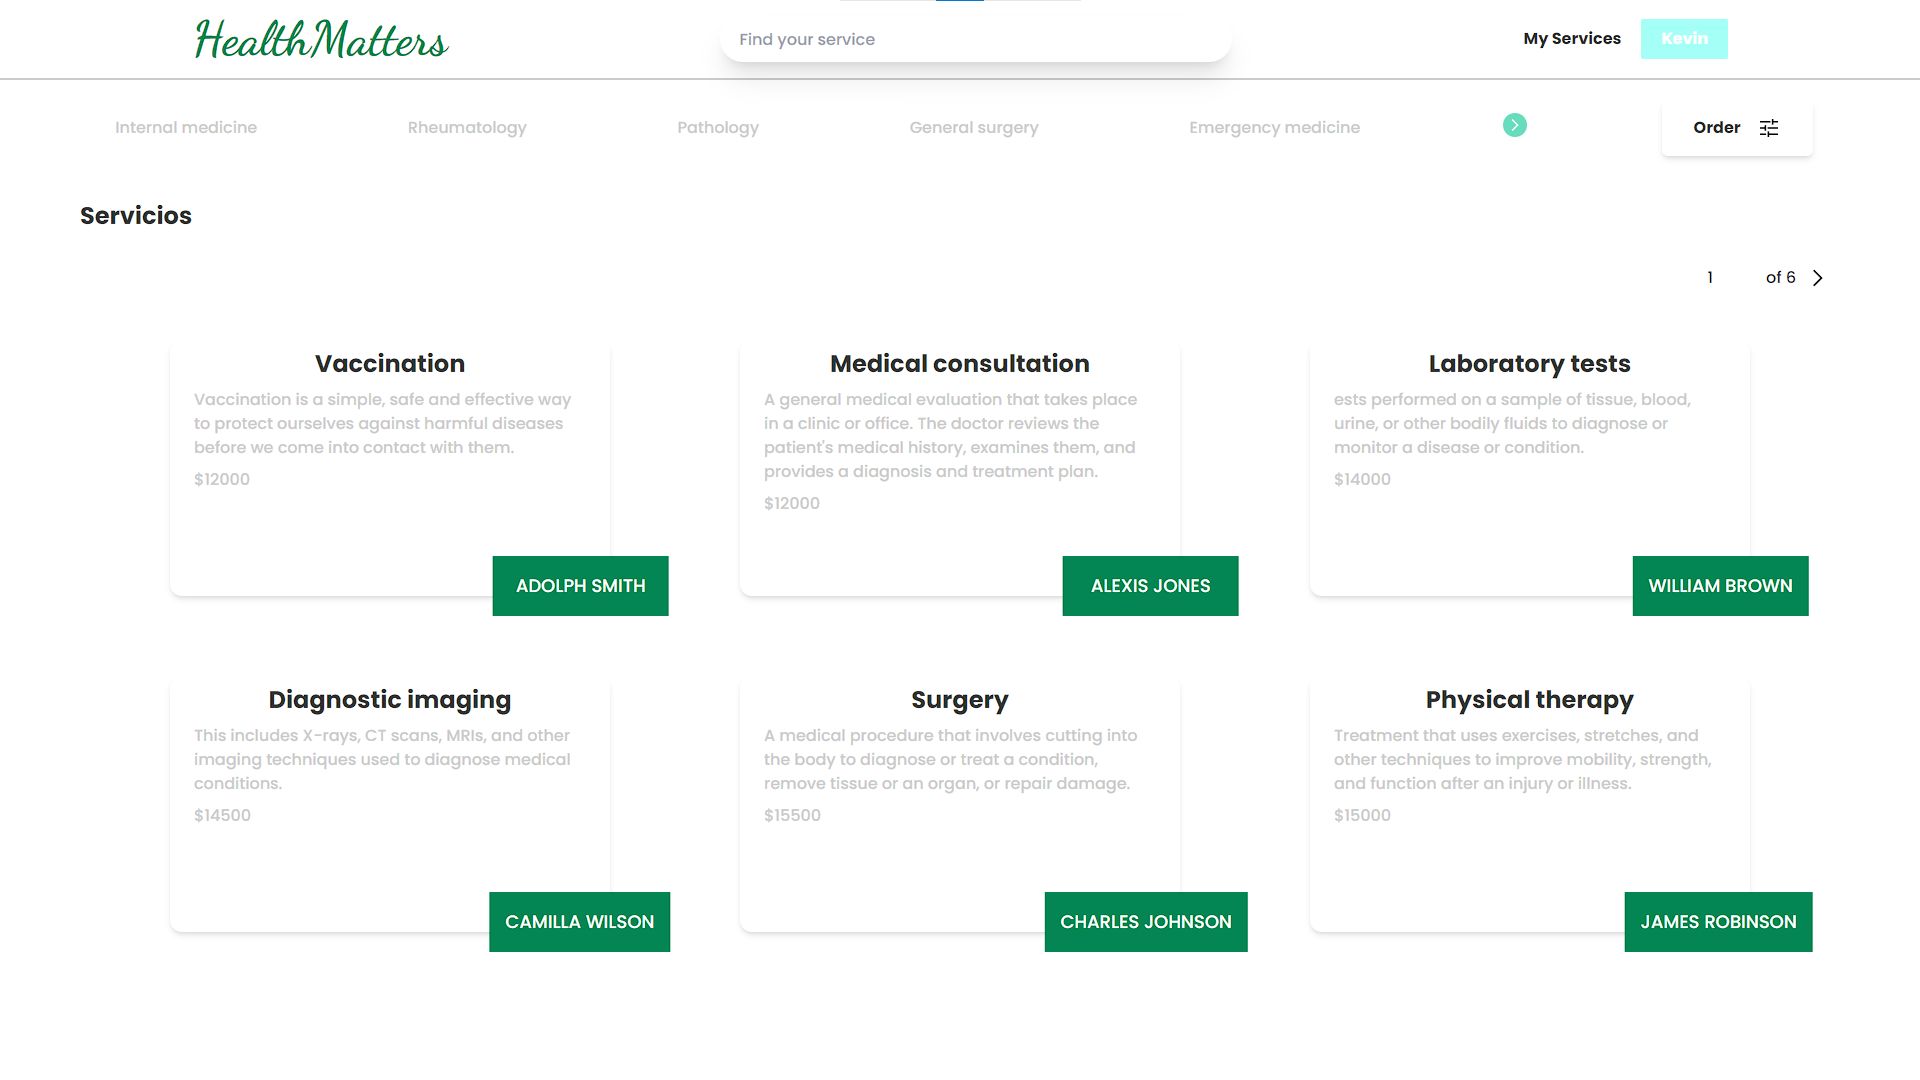 HealthMatters
Find your service
My Services
Kevin
Internal medicine
Rheumatology
Pathology
General surgery
Emergency medicine
Order
Servicios
1
of 6
Vaccination
Vaccination is a simple, safe and effective way
to protect ourselves against harmful diseases
before we come into contact with them.
$12000
ADOLPH SMITH
Medical consultation
A general medical evaluation that takes place
in a clinic or office. The doctor reviews the
patient's medical history, examines them, and
provides a diagnosis and treatment plan.
$12000
ALEXIS JONES
Laboratory tests
ests performed on a sample of tissue, blood,
urine, or other bodily fluids to diagnose or
monitor a disease or condition.
$14000
WILLIAM BROWN
Diagnostic imaging
This includes X-rays, CT scans, MRIs, and other
imaging techniques used to diagnose medical
conditions.
$14500
CAMILLA WILSON
Surgery
A medical procedure that involves cutting into
the body to diagnose or treat a condition,
remove tissue or an organ, or repair damage.
$15500
CHARLES JOHNSON
Physical therapy
Treatment that uses exercises, stretches, and
other techniques to improve mobility, strength,
and function after an injury or illness.
$15000
JAMES ROBINSON